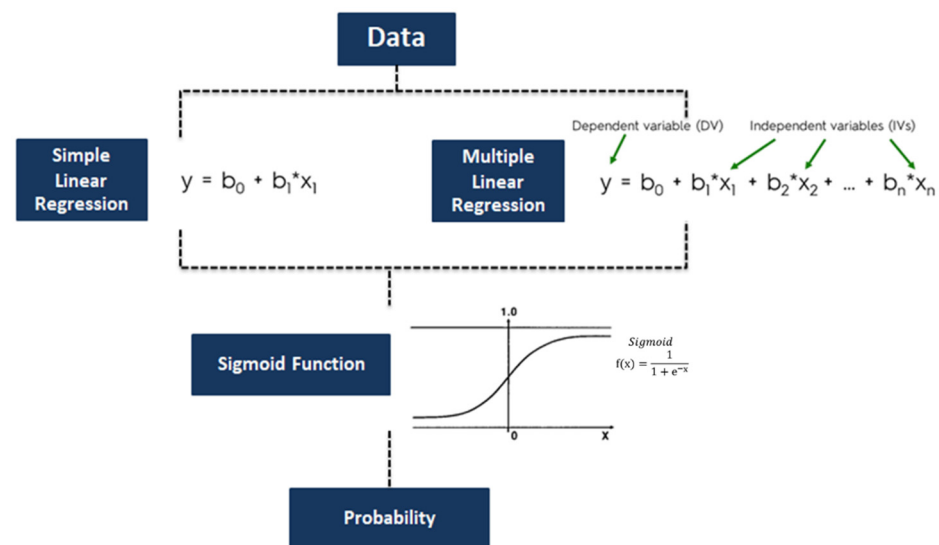 Data
Simple
Linear
Regression
y = b₀ + b₁*x₁
Multiple
Linear
Regression
Dependent variable (DV)
Independent variables (IVs)
y = b₀ + b₁*x₁ + b₂*x₂ + ... + bₙ*xₙ
Sigmoid Function
1.0
0
X
Sigmoid
f(x) = 1 / (1 + e⁻ˣ)
Probability